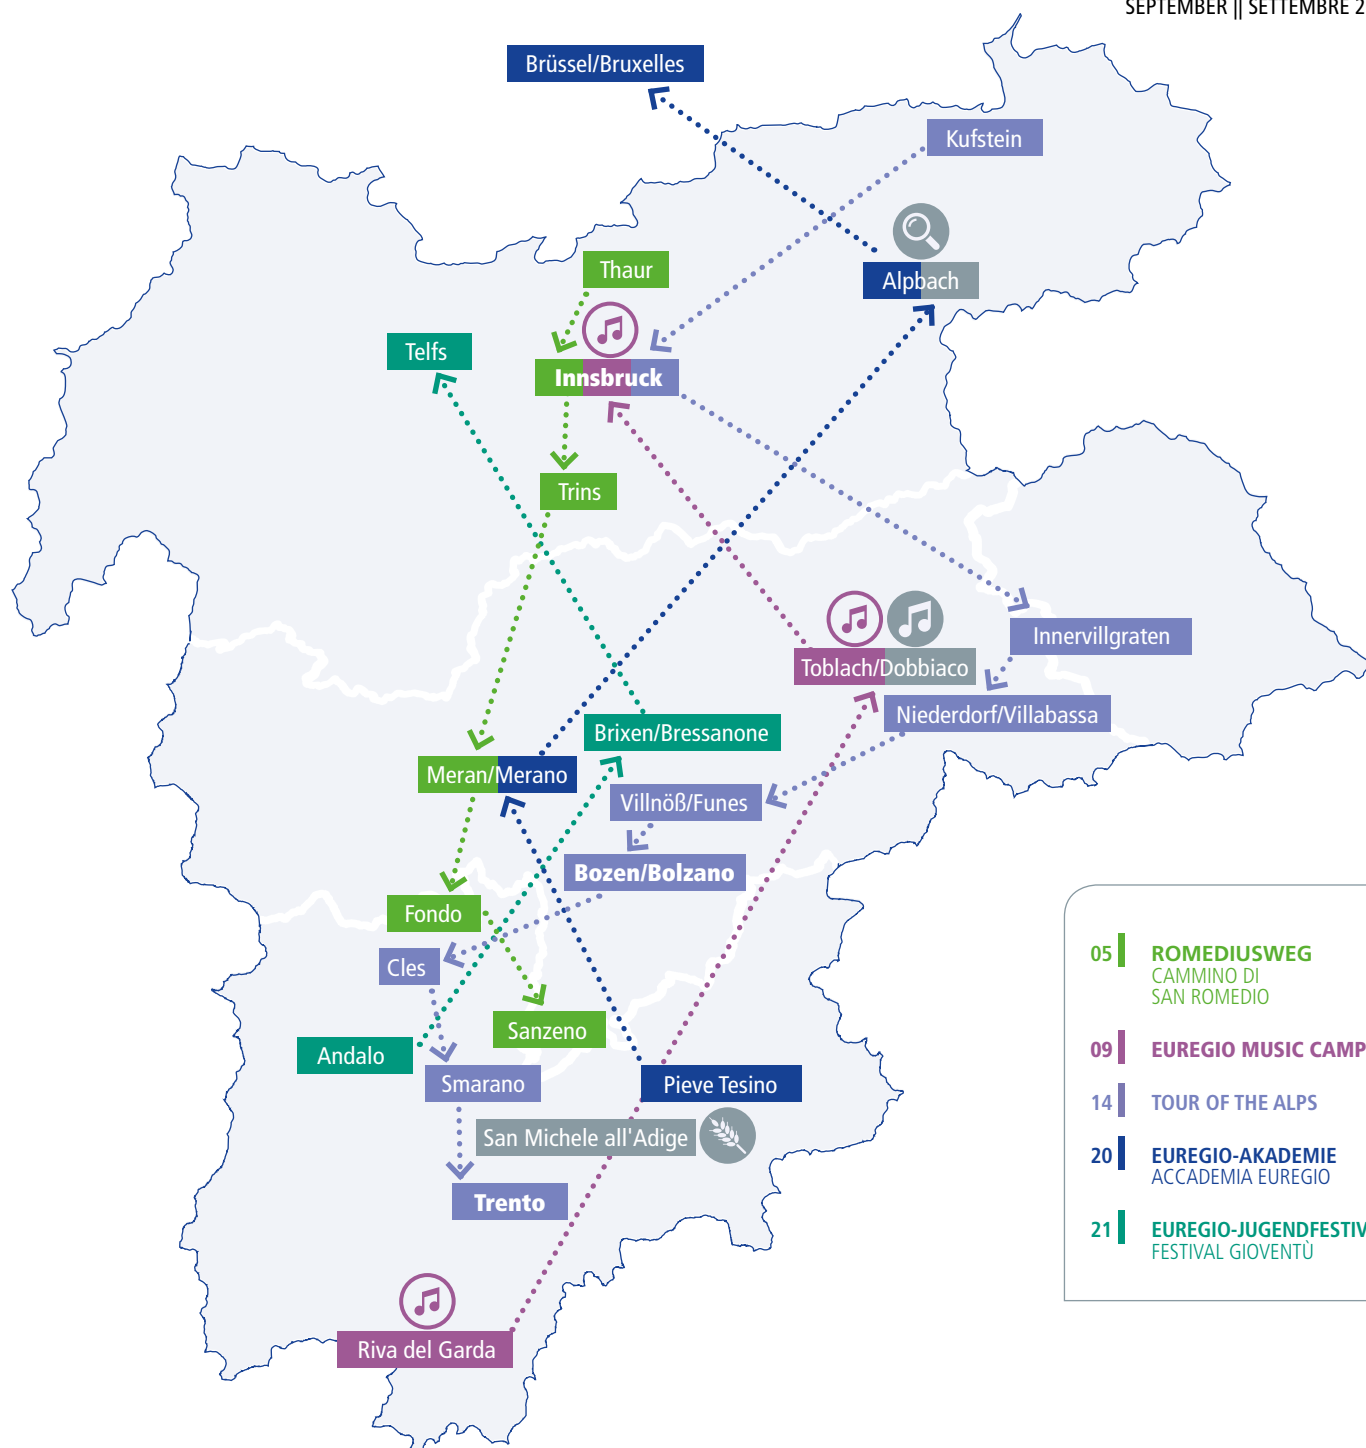 SEPTEMBER || SETTEMBRE 2
Brüssel/Bruxelles
Kufstein
Thaur
Alpbach
Telfs
Innsbruck
Trins
Innervillgraten
Toblach/Dobbiaco
Niederdorf/Villabassa
Brixen/Bressanone
Meran/Merano
Villnöß/Funes
Bozen/Bolzano
Fondo
Cles
Sanzeno
Andalo
Smarano
Pieve Tesino
San Michele all'Adige
Trento
Riva del Garda
05 ROMEDIUSWEG
CAMMINO DI
SAN ROMEDIO
09 EUREGIO MUSIC CAMP
14 TOUR OF THE ALPS
20 EUREGIO-AKADEMIE
ACCADEMIA EUREGIO
21 EUREGIO-JUGENDFESTIV
FESTIVAL GIOVENTÙ